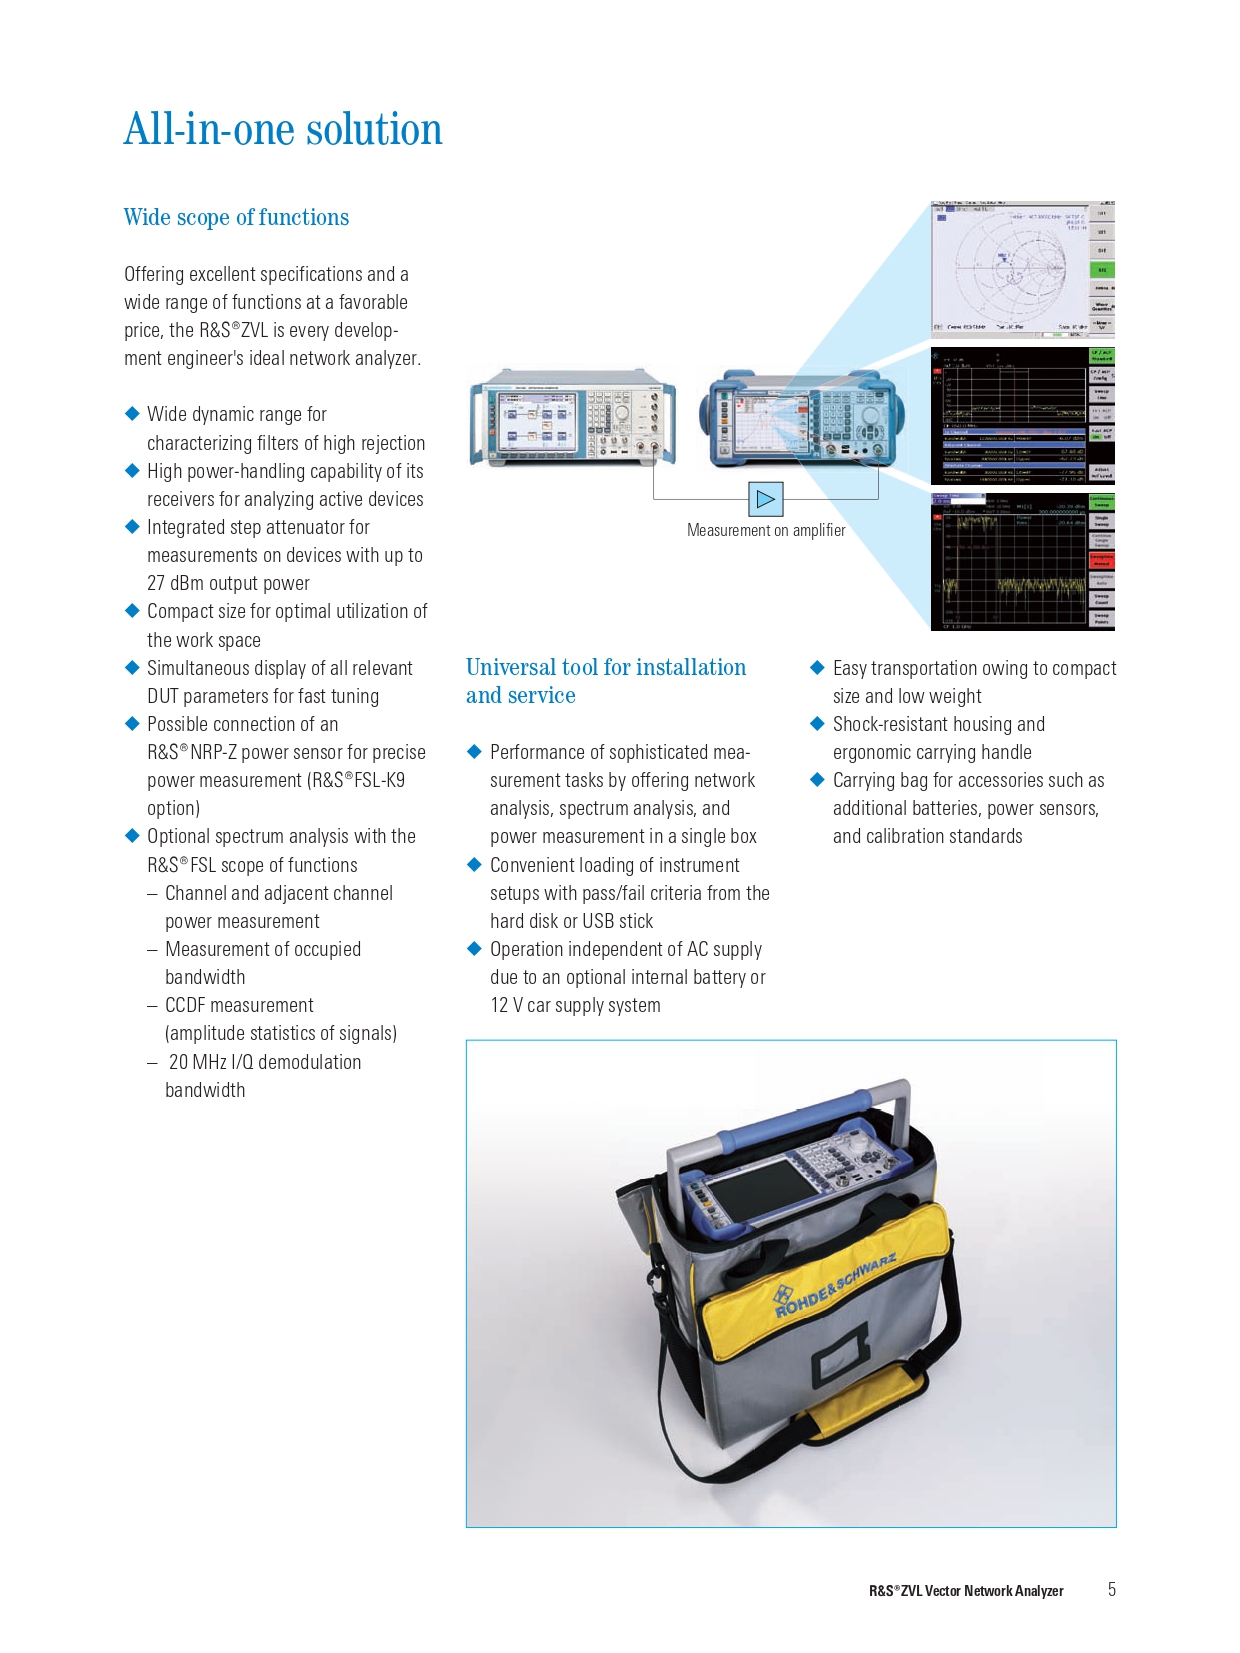 All-in-one solution
Wide scope of functions
Offering excellent specifications and a
wide range of functions at a favorable
price, the R&S®ZVL is every develop-
ment engineer's ideal network analyzer.
◆ Wide dynamic range for
characterizing filters of high rejection
◆ High power-handling capability of its
receivers for analyzing active devices
◆ Integrated step attenuator for
measurements on devices with up to
27 dBm output power
◆ Compact size for optimal utilization of
the work space
◆ Simultaneous display of all relevant
DUT parameters for fast tuning
◆ Possible connection of an
R&S®NRP-Z power sensor for precise
power measurement (R&S®FSL-K9
option)
◆ Optional spectrum analysis with the
R&S®FSL scope of functions
– Channel and adjacent channel
power measurement
– Measurement of occupied
bandwidth
– CCDF measurement
(amplitude statistics of signals)
– 20 MHz I/Q demodulation
bandwidth
Measurement on amplifier
Universal tool for installation
and service
◆ Performance of sophisticated mea-
surement tasks by offering network
analysis, spectrum analysis, and
power measurement in a single box
◆ Convenient loading of instrument
setups with pass/fail criteria from the
hard disk or USB stick
◆ Operation independent of AC supply
due to an optional internal battery or
12 V car supply system
◆ Easy transportation owing to compact
size and low weight
◆ Shock-resistant housing and
ergonomic carrying handle
◆ Carrying bag for accessories such as
additional batteries, power sensors,
and calibration standards
ROHDE&SCHWARZ
R&S®ZVL Vector Network Analyzer 5